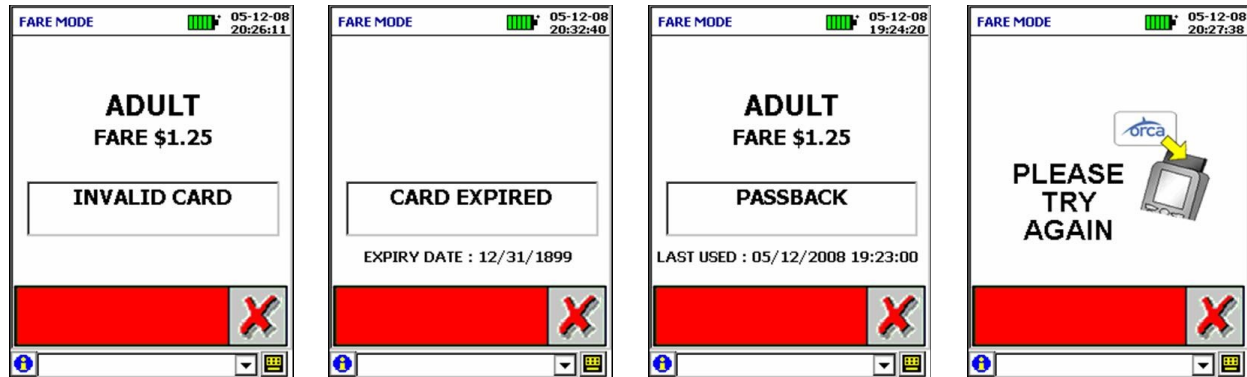 FARE MODE
05-12-08
20:26:11
ADULT
FARE $1.25
INVALID CARD
FARE MODE
05-12-08
20:32:40
CARD EXPIRED
EXPIRY DATE : 12/31/1899
FARE MODE
05-12-08
19:24:20
ADULT
FARE $1.25
PASSBACK
LAST USED : 05/12/2008 19:23:00
FARE MODE
05-12-08
20:27:38
orca
PLEASE
TRY
AGAIN